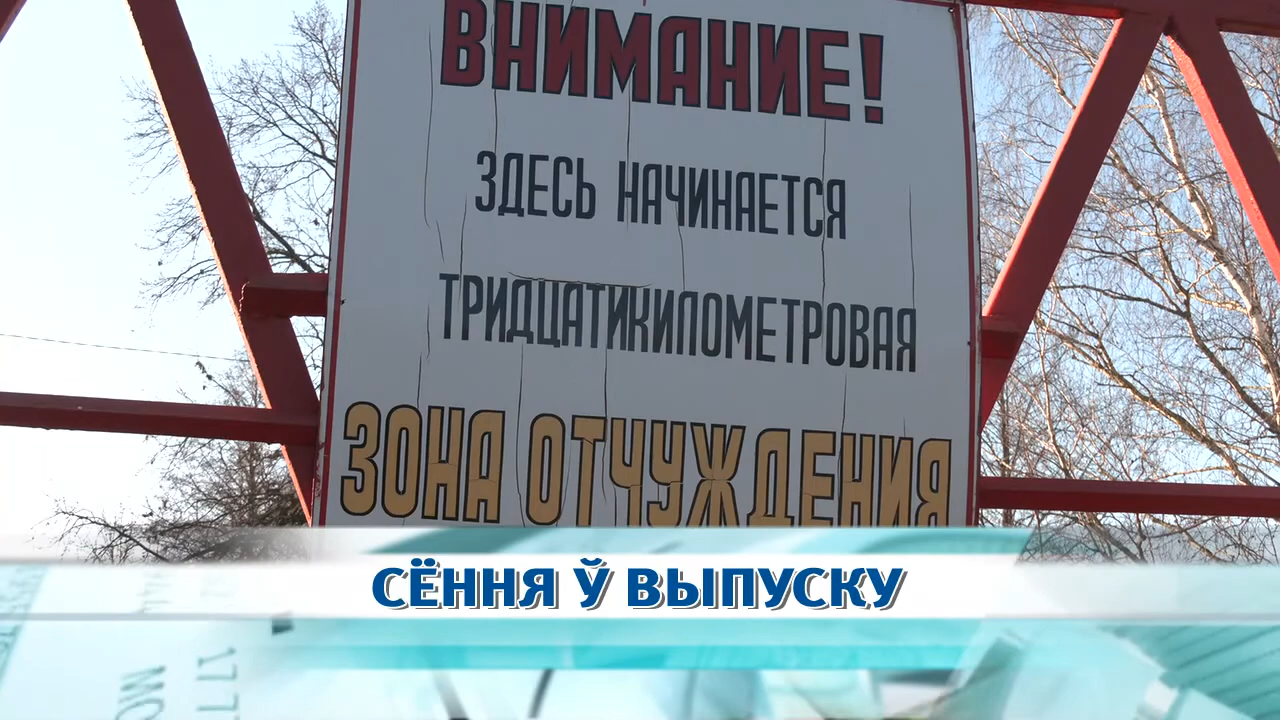 ВНИМАНИЕ!
ЗДЕСЬ НАЧИНАЕТСЯ
ТРИДЦАТИКИЛОМЕТРОВАЯ
ЗОНА ОТЧУЖДЕНИЯ
СЁННЯ Ў ВЫПУСКУ